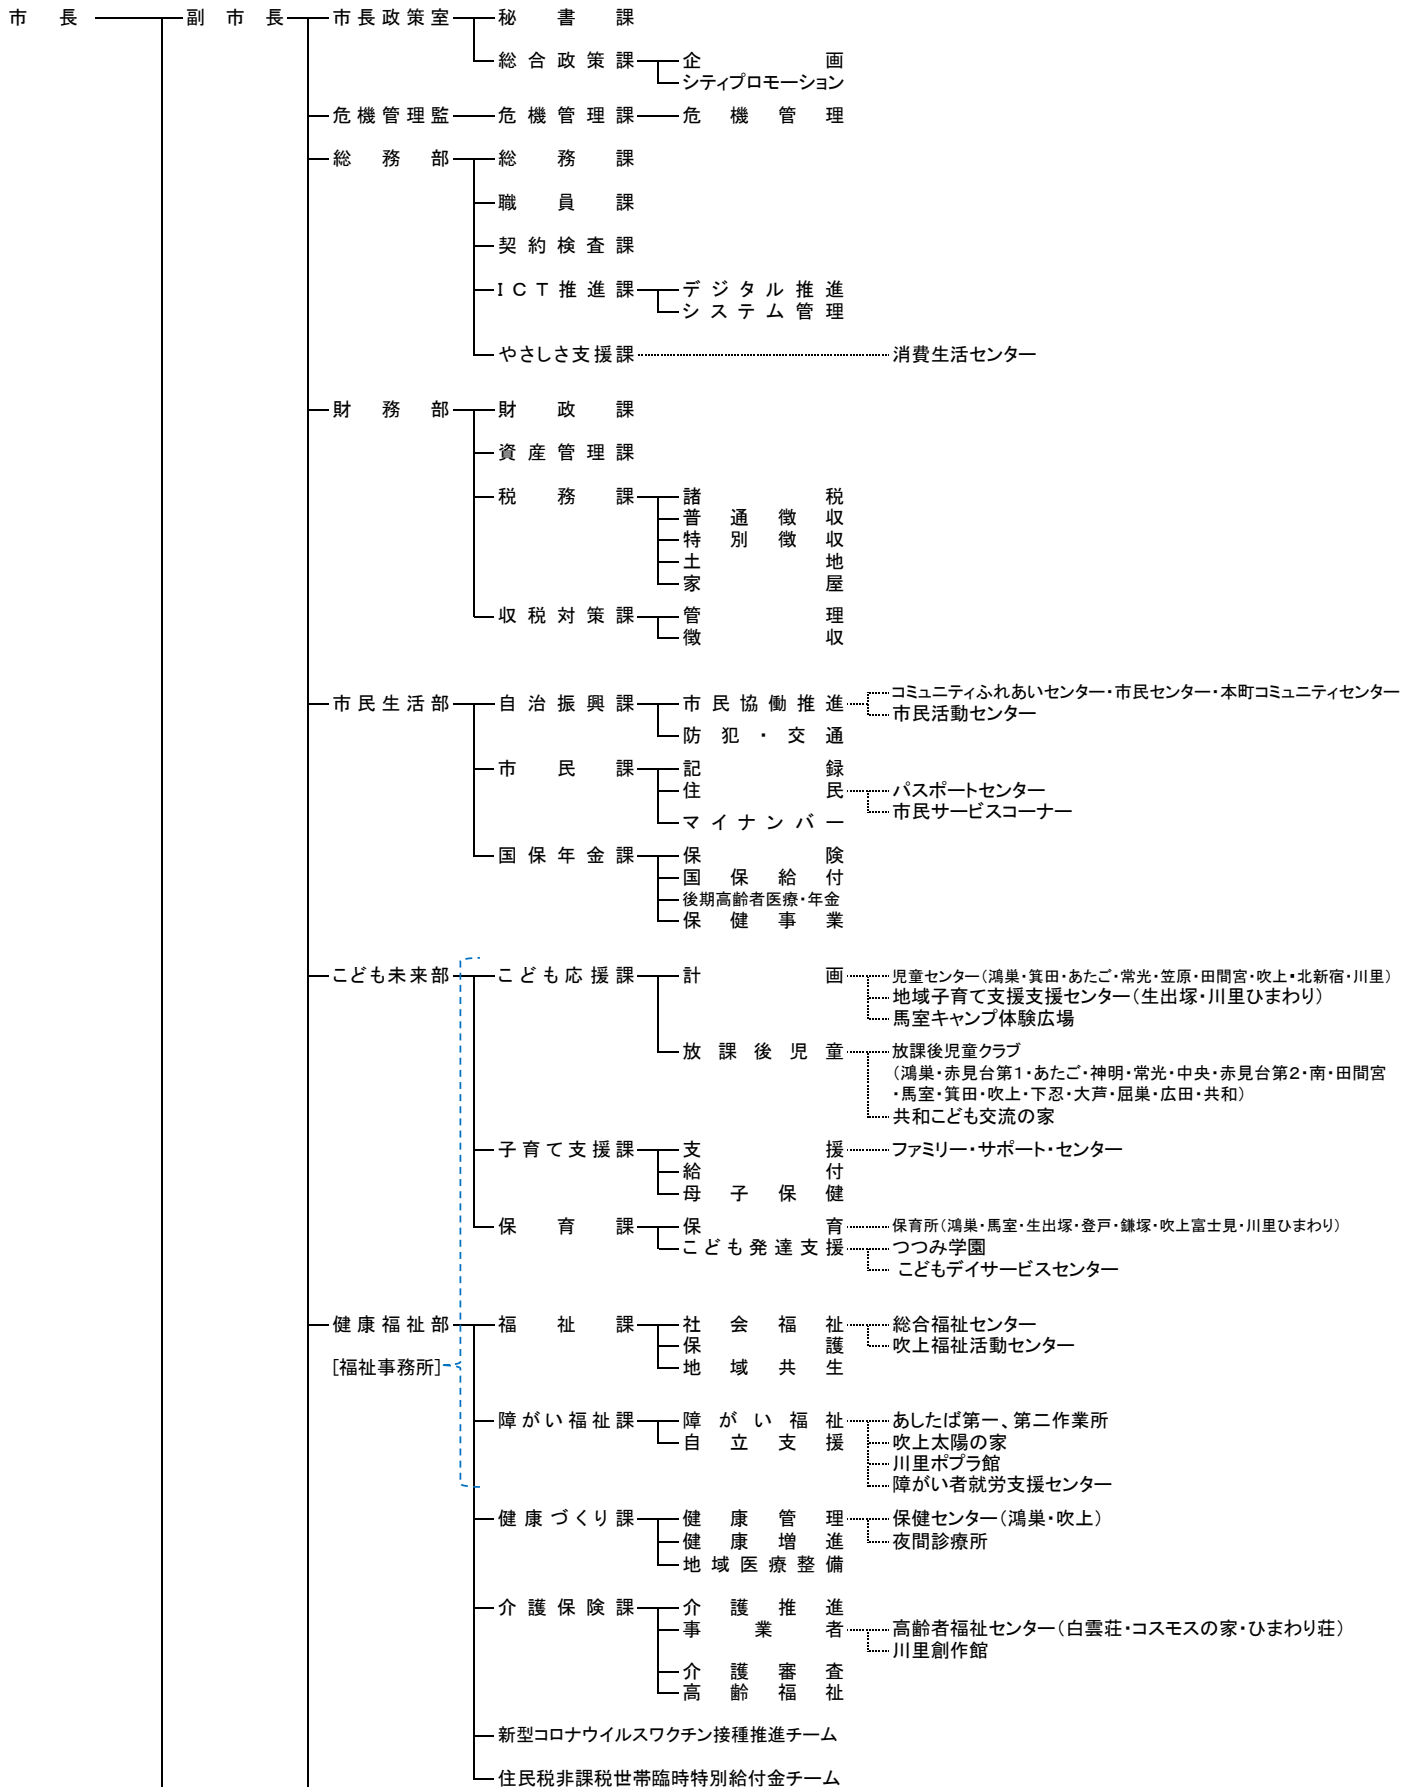 市長 副市長 市長政策室 秘書課
総合政策課 企画
シティプロモーション
危機管理監 危機管理課 危機管理
総務部 総務課
職員課
契約検査課
ICT推進課 デジタル推進
システム管理
やさしさ支援課 消費生活センター
財務部 財政課
資産管理課
税務課 諸税
普通徴収
特別徴収
土地
家屋
収税対策課 管理
徴収
コミュニティふれあいセンター・市民センター・本町コミュニティセンター
市民生活部 自治振興課 市民協働推進
市民活動センター
防犯・交通
市民課 記録
住民 パスポートセンター
市民サービスコーナー
マイナンバー
国保年金課 保険
国保給付
後期高齢者医療・年金
保健事業
こども未来部 こども応援課 計画 児童センター(鴻巣・箕田・あたご・常光・笠原・田間宮・吹上・北新宿・川里)
地域子育て支援支援センター(生出塚・川里ひまわり)
馬室キャンプ体験広場
放課後児童 放課後児童クラブ
(鴻巣・赤見台第1・あたご・神明・常光・中央・赤見台第2・南・田間宮
・馬室・箕田・吹上・下忍・大芦・屈巣・広田・共和)
共和こども交流の家
子育て支援課 支援 ファミリー・サポート・センター
給付
母子保健
保育課 保育 保育所(鴻巣・馬室・生出塚・登戸・鎌塚・吹上富士見・川里ひまわり)
こども発達支援 つつみ学園
こどもデイサービスセンター
健康福祉部 福祉課 社会福祉 総合福祉センター
保護 吹上福祉活動センター
[福祉事務所] 地域共生
障がい福祉課 障がい福祉 あしたば第一、第二作業所
自立支援 吹上太陽の家
川里ポプラ館
障がい者就労支援センター
健康づくり課 健康管理 保健センター(鴻巣・吹上)
健康増進 夜間診療所
地域医療整備
介護保険課 介護推進
事業者 高齢者福祉センター(白雲荘・コスモスの家・ひまわり荘)
川里創作館
介護審査
高齢福祉
新型コロナウイルスワクチン接種推進チーム
住民税非課税世帯臨時特別給付金チーム